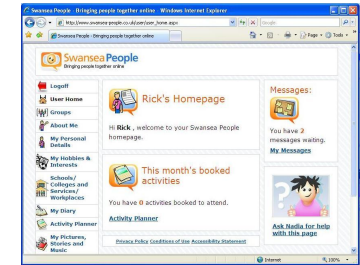 Swansea People - Bringing people together online - Windows Internet Explorer
http://www.swansea-people.co.uk/user/user_home.aspx
Google
Swansea People - Bringing people together online
Page
Tools
Swansea People
Bringing people together online
Logoff
User Home
Groups
About Me
My Personal
Details
My Hobbies &
Interests
Schools/
Colleges and
Services/
Workplaces
My Diary
Activity Planner
My Pictures,
Stories and
Music
Rick's Homepage
Hi Rick , welcome to your Swansea People
homepage.
This month's booked
activities
You have 0 activities booked to attend.
Activity Planner
Privacy Policy Conditions of Use Accessibility Statement
Messages:
You have 2
messages waiting.
My Messages
Ask Nadia for help
with this page
Internet
100%